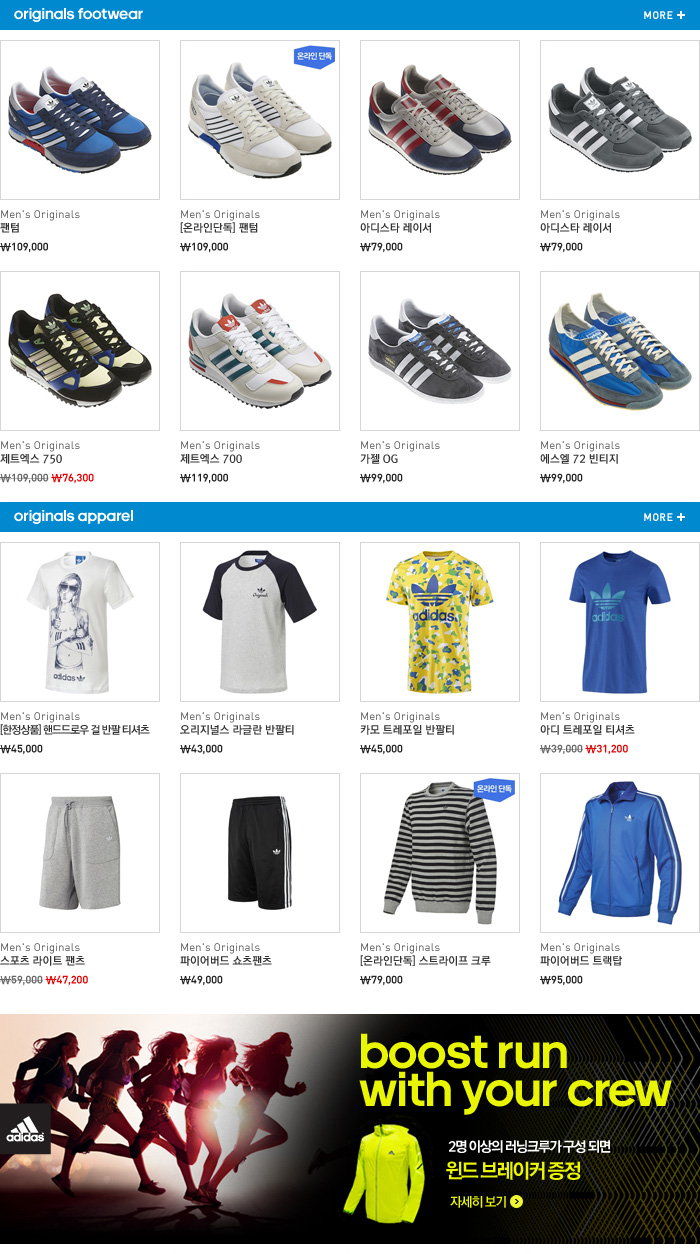 originals footwear
MORE +
온라인 단독
Men's Originals
팬텀
₩109,000
Men's Originals
[온라인단독] 팬텀
₩109,000
Men's Originals
아디스타 레이서
₩79,000
Men's Originals
아디스타 레이서
₩79,000
Men's Originals
제트엑스 750
₩109,000 ₩76,300
Men's Originals
제트엑스 700
₩119,000
Men's Originals
가젤 OG
₩99,000
Men's Originals
에스엘 72 빈티지
₩99,000
originals apparel
MORE +
adidas
Originals
adidas
adidas
Men's Originals
[한정상품] 핸드드로우 걸 반팔 티셔츠
₩45,000
Men's Originals
오리지널스 라글란 반팔티
₩43,000
Men's Originals
카모 트레포일 반팔티
₩45,000
Men's Originals
아디 트레포일 티셔츠
₩39,000 ₩31,200
온라인 단독
Men's Originals
스포츠 라이트 팬츠
₩59,000 ₩47,200
Men's Originals
파이어버드 쇼츠팬츠
₩49,000
Men's Originals
[온라인단독] 스트라이프 크루
₩79,000
Men's Originals
파이어버드 트랙탑
₩95,000
boost run
with your crew
adidas
2명 이상의 러닝크루가 구성 되면
윈드 브레이커 증정
자세히 보기